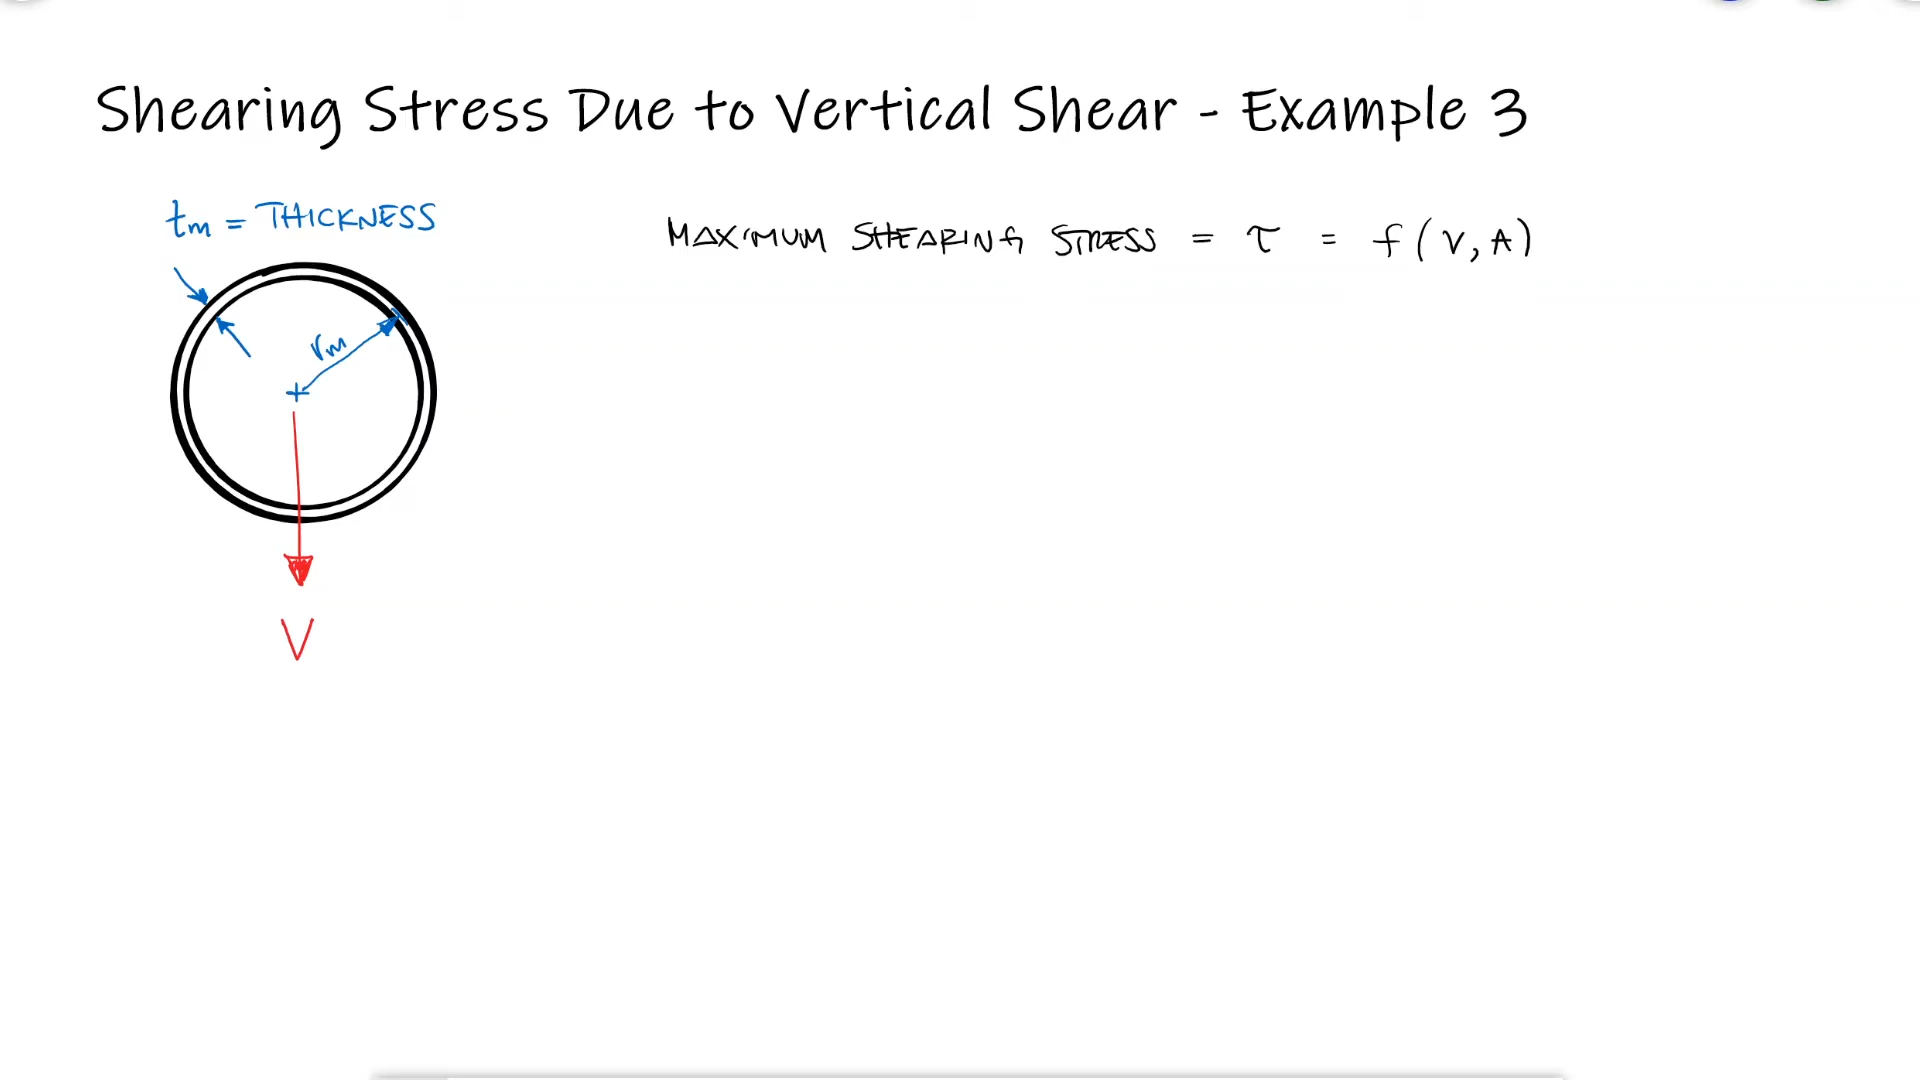 Shearing Stress Due to Vertical Shear - Example 3
tm = THICKNESS
MAXIMUM SHEARING STRESS = τ = f(V, A)
rm
V